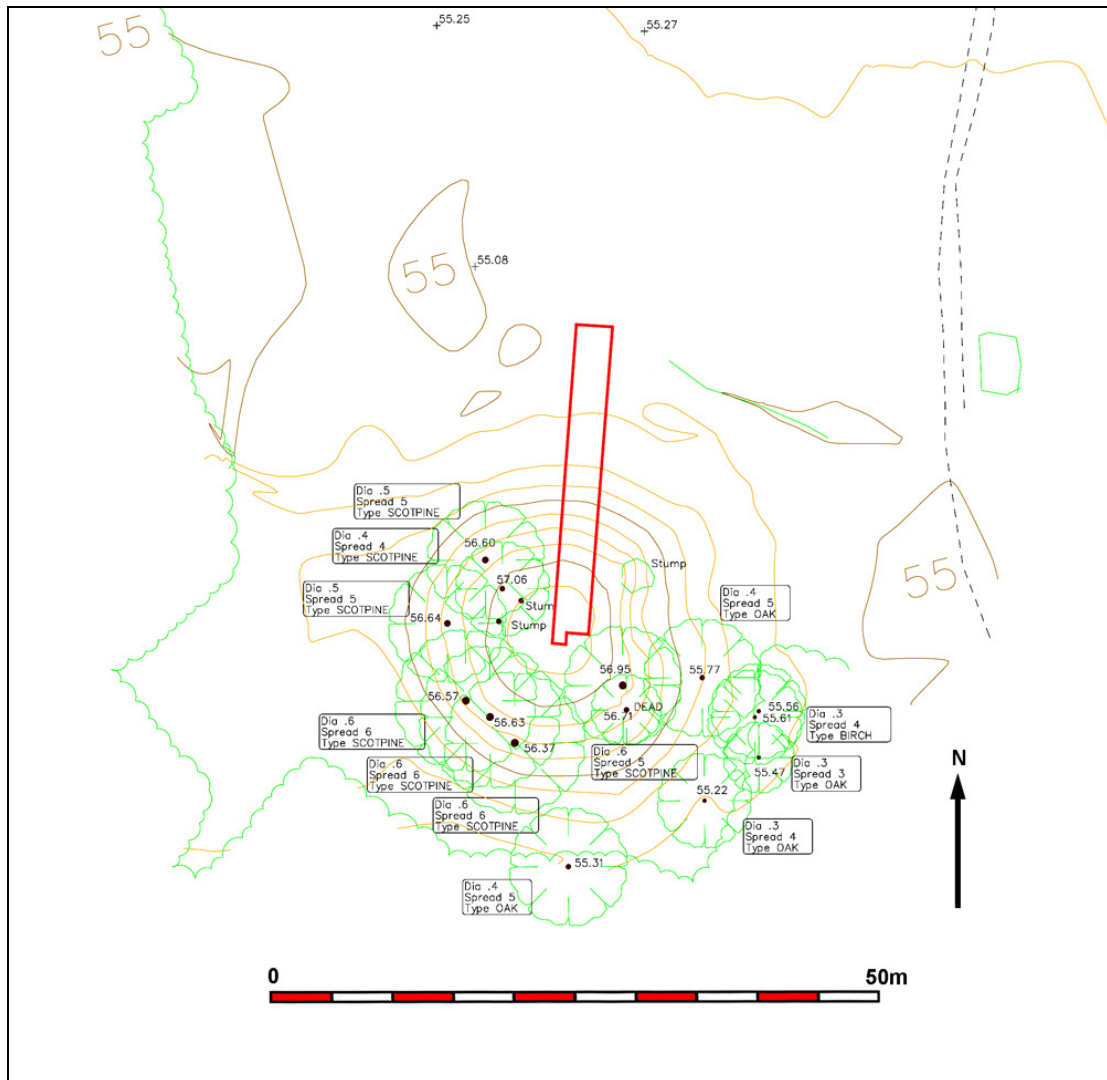 55.25
55.27
55
55
55.08
Dia .5
Spread 5
Type SCOTPINE
Dia .4
Spread 4
Type SCOTPINE
56.60
57.06
Stump
Dia .5
Spread 5
Type SCOTPINE
Stum
Stump
56.64
Dia .4
Spread 5
Type OAK
55
56.95
55.77
56.57
DEAD
56.71
55.56
55.61
56.63
Dia .3
Spread 4
Type BIRCH
Dia .6
Spread 6
Type SCOTPINE
56.37
Dia .6
Spread 5
Type SCOTPINE
55.47
Dia .3
Spread 3
Type OAK
N
Dia .6
Spread 6
Type SCOTPINE
55.22
Dia .6
Spread 6
Type SCOTPINE
Dia .3
Spread 4
Type OAK
55.31
Dia .4
Spread 5
Type OAK
0
50m